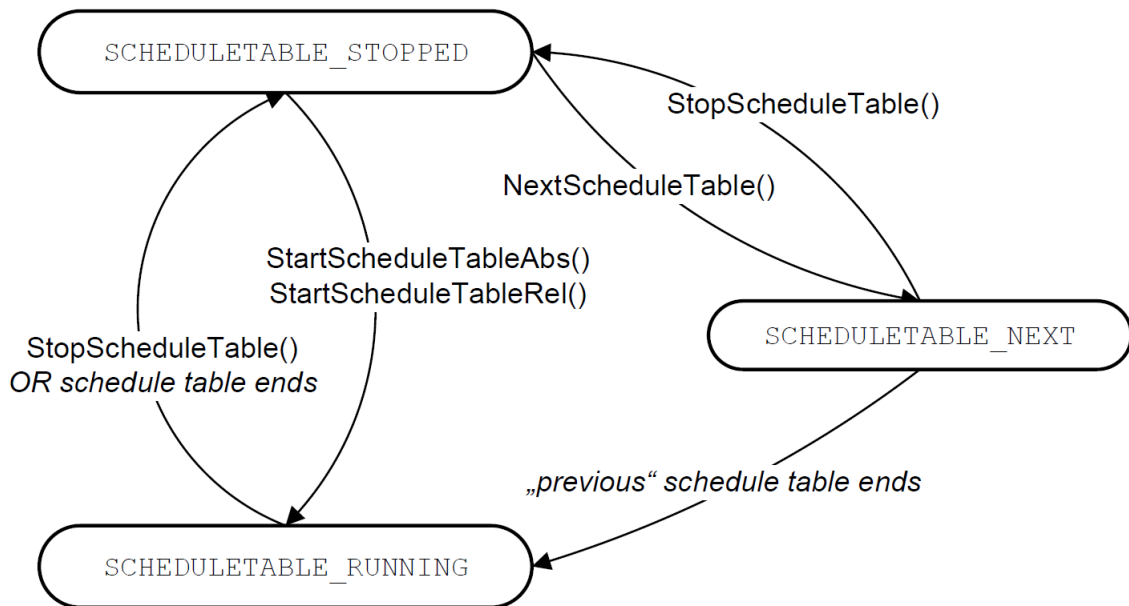 SCHEDULETABLE_STOPPED
StopScheduleTable()
NextScheduleTable()
StartScheduleTableAbs()
StartScheduleTableRel()
SCHEDULETABLE_NEXT
StopScheduleTable()
OR schedule table ends
„previous“ schedule table ends
SCHEDULETABLE_RUNNING